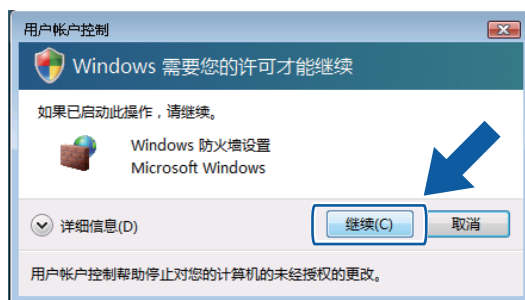 用户帐户控制
Windows 需要您的许可才能继续
如果已启动此操作，请继续。
Windows 防火墙设置
Microsoft Windows
详细信息(D)
继续(C)
取消
用户帐户控制帮助停止对您的计算机的未经授权的更改。